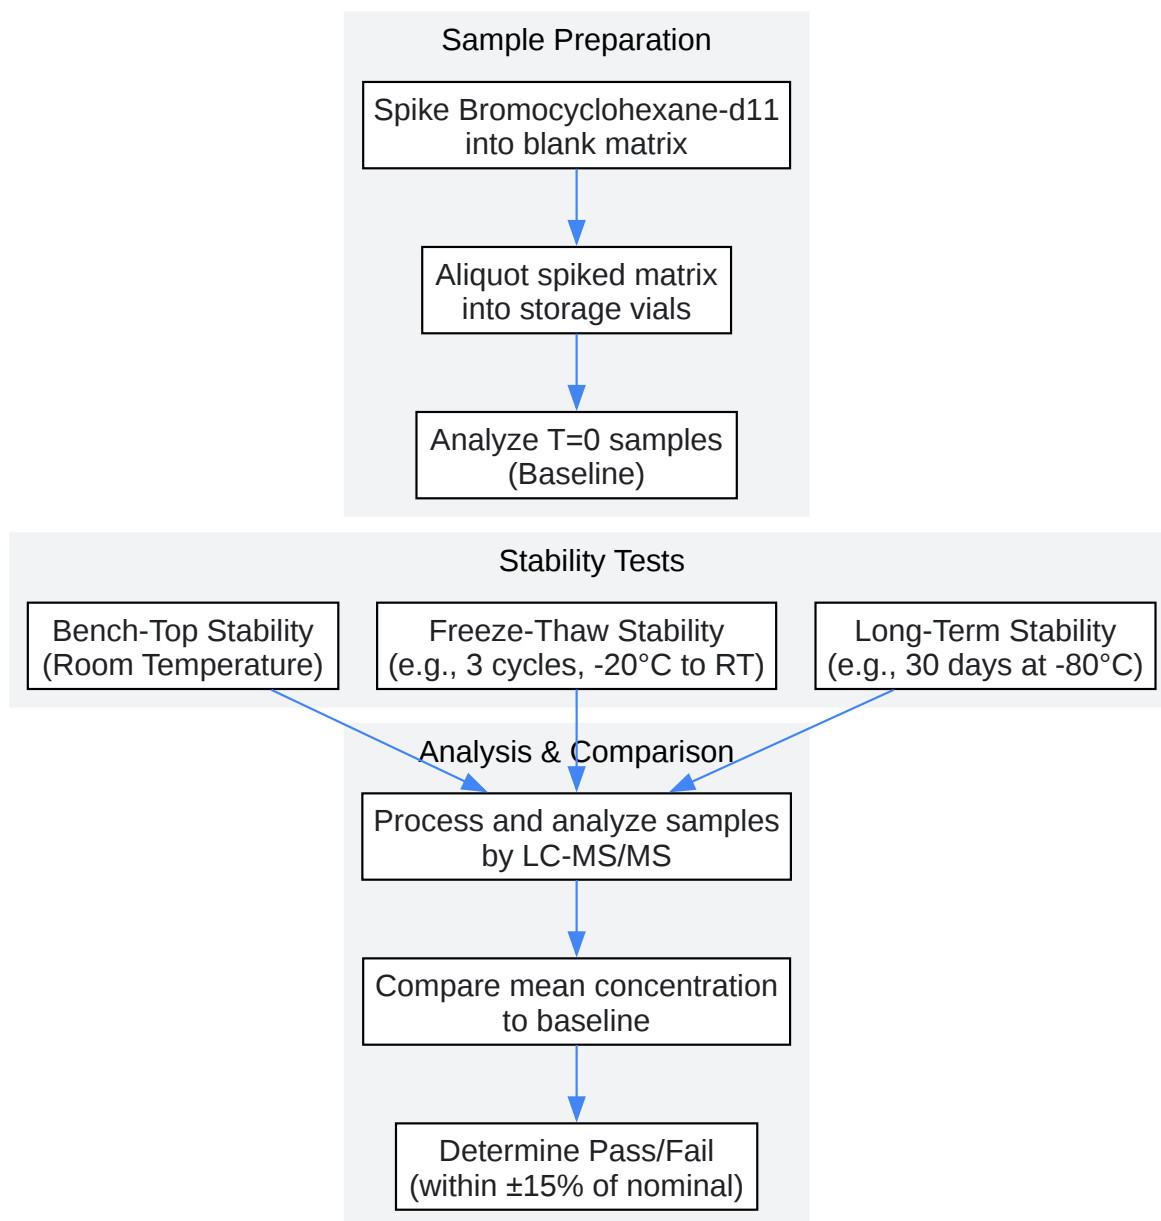 Sample Preparation
Spike Bromocyclohexane-d11
into blank matrix
Aliquot spiked matrix
into storage vials
Analyze T=0 samples
(Baseline)
Stability Tests
Bench-Top Stability
(Room Temperature)
Freeze-Thaw Stability
(e.g., 3 cycles, -20°C to RT)
Long-Term Stability
(e.g., 30 days at -80°C)
Analysis & Comparison
Process and analyze samples
by LC-MS/MS
Compare mean concentration
to baseline
Determine Pass/Fail
(within ±15% of nominal)